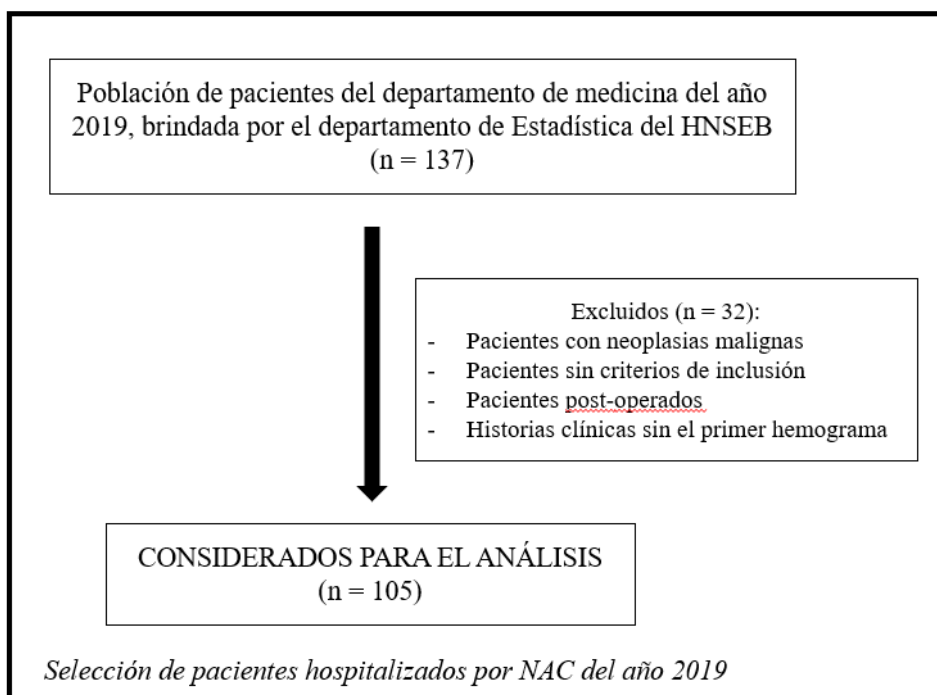 Población de pacientes del departamento de medicina del año
2019, brindada por el departamento de Estadística del HNSEB
(n = 137)
Excluidos (n = 32):
- Pacientes con neoplasias malignas
- Pacientes sin criterios de inclusión
- Pacientes post-operados
- Historias clínicas sin el primer hemograma
CONSIDERADOS PARA EL ANÁLISIS
(n = 105)
Selección de pacientes hospitalizados por NAC del año 2019